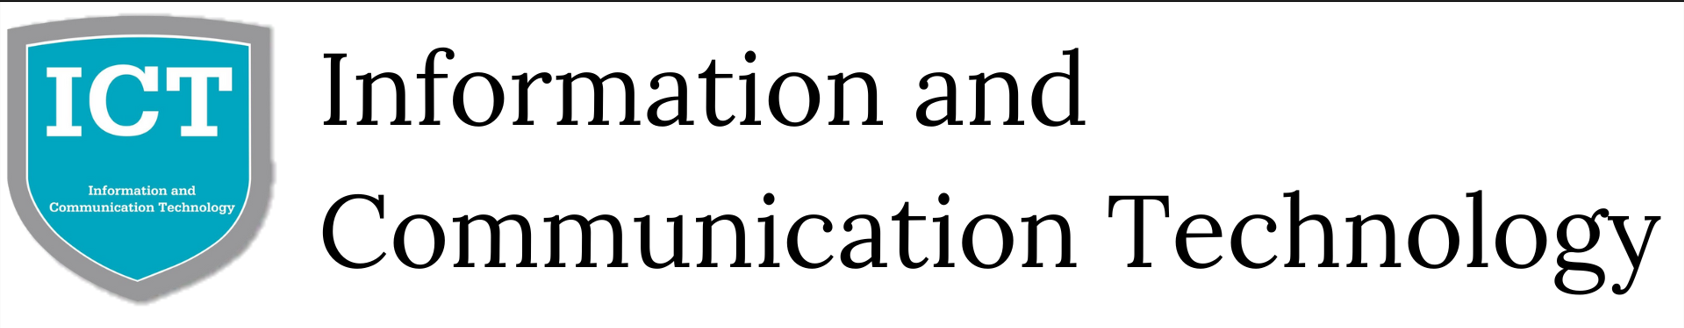 ICT
Information and
Communication Technology
Information and
Communication Technology